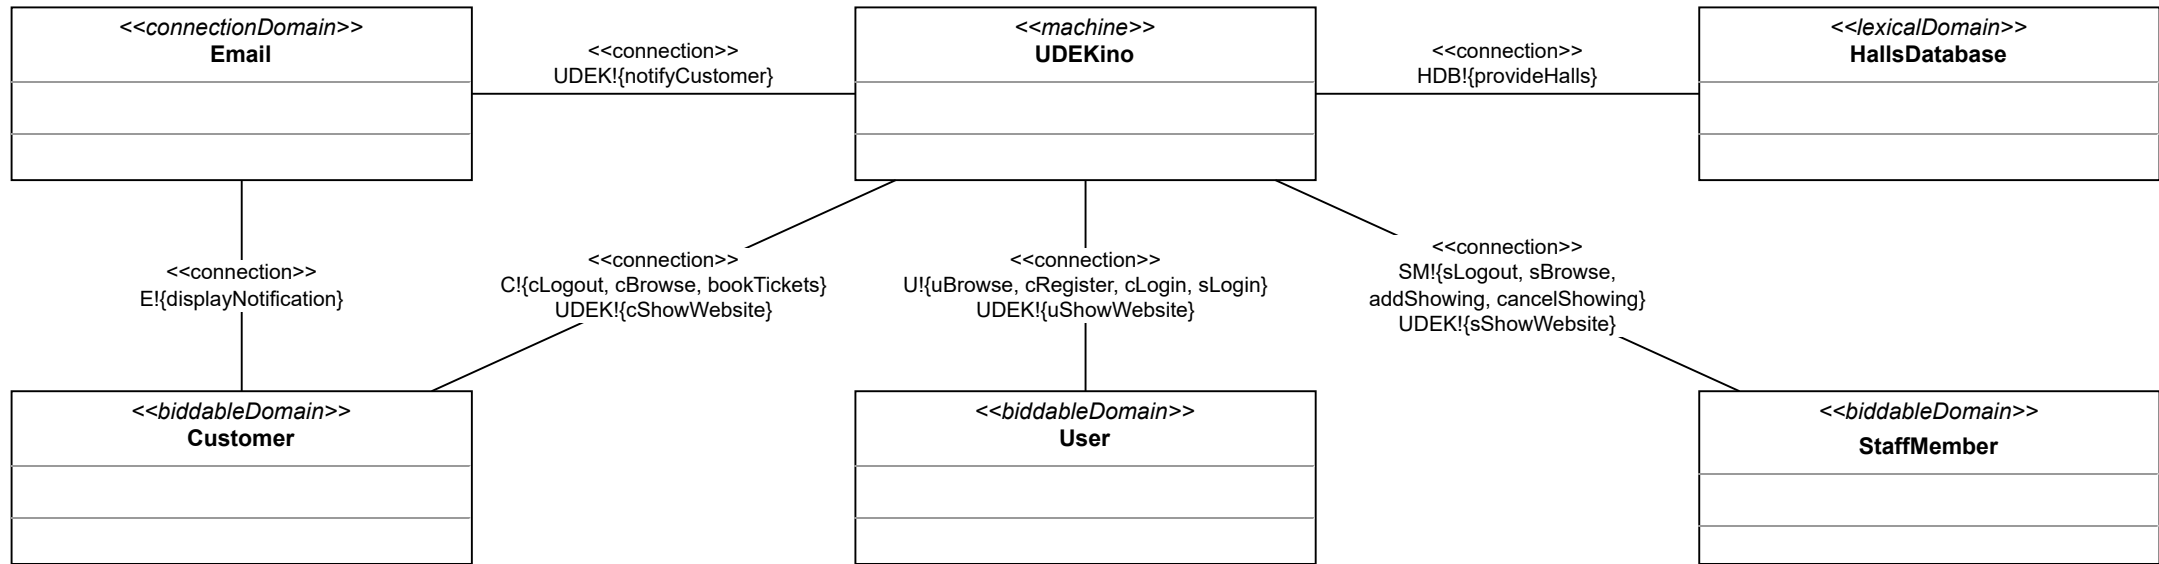 <<connectionDomain>>
Email
<<connection>>
UDEK!{notifyCustomer}
<<machine>>
UDEKino
<<connection>>
HDB!{provideHalls}
<<lexicalDomain>>
HallsDatabase
<<connection>>
E!{displayNotification}
<<connection>>
C!{cLogout, cBrowse, bookTickets}
UDEK!{cShowWebsite}
<<connection>>
U!{uBrowse, cRegister, cLogin, sLogin}
UDEK!{uShowWebsite}
<<connection>>
SM!{sLogout, sBrowse,
addShowing, cancelShowing}
UDEK!{sShowWebsite}
<<biddableDomain>>
Customer
<<biddableDomain>>
User
<<biddableDomain>>
StaffMember